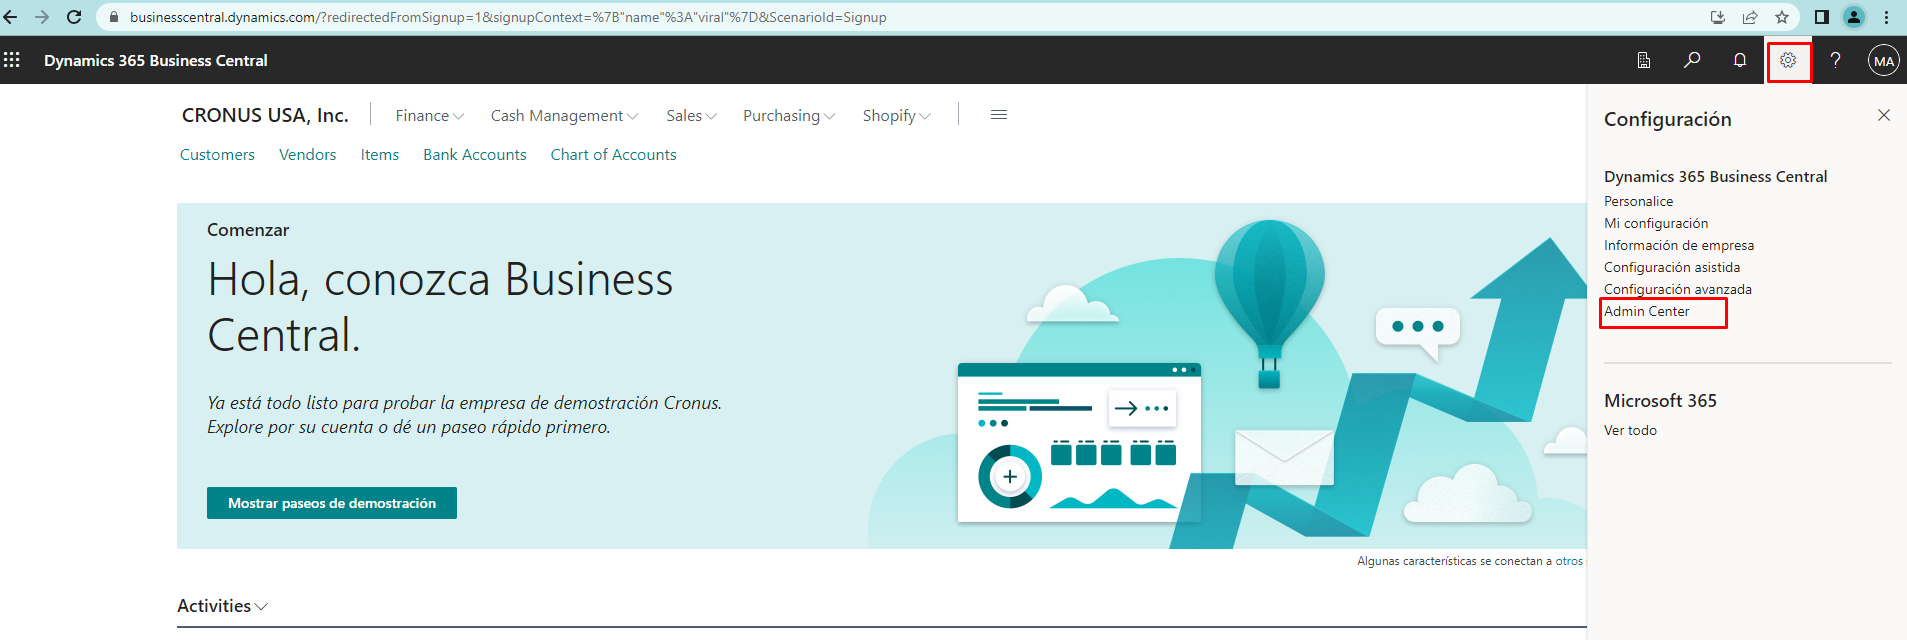 businesscentral.dynamics.com/?redirectedFromSignup=1&signupContext=%7B"name"%3A"viral"%7D&ScenarioId=Signup
Dynamics 365 Business Central
?
MA
CRONUS USA, Inc.
Finance
Cash Management
Sales
Purchasing
Shopify
Customers
Vendors
Items
Bank Accounts
Chart of Accounts
Comenzar
Hola, conozca Business
Central.
Ya está todo listo para probar la empresa de demostración Cronus.
Explore por su cuenta o dé un paseo rápido primero.
Mostrar paseos de demostración
Algunas características se conectan a otros
Activities
Configuración
Dynamics 365 Business Central
Personalice
Mi configuración
Información de empresa
Configuración asistida
Configuración avanzada
Admin Center
Microsoft 365
Ver todo